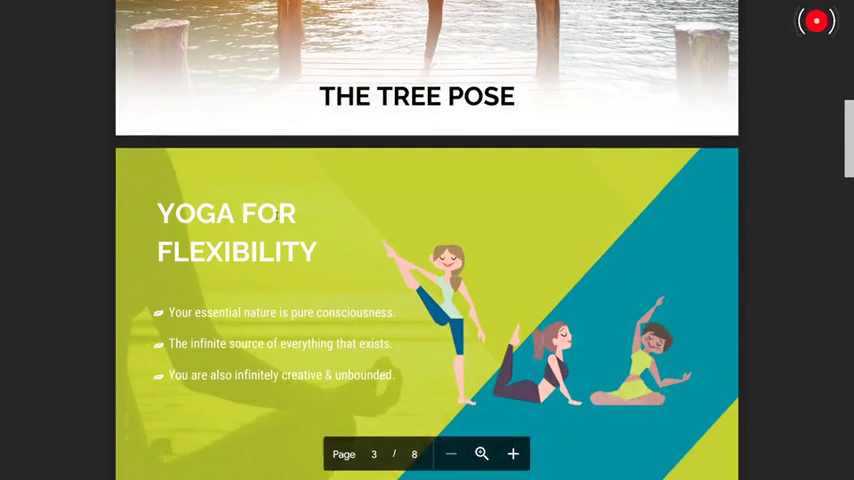 THE TREE POSE
YOGA FOR
FLEXIBILITY
Your essential nature is pure consciousness.
The infinite source of everything that exists.
You are also infinitely creative & unbounded.
Page 3 / 8